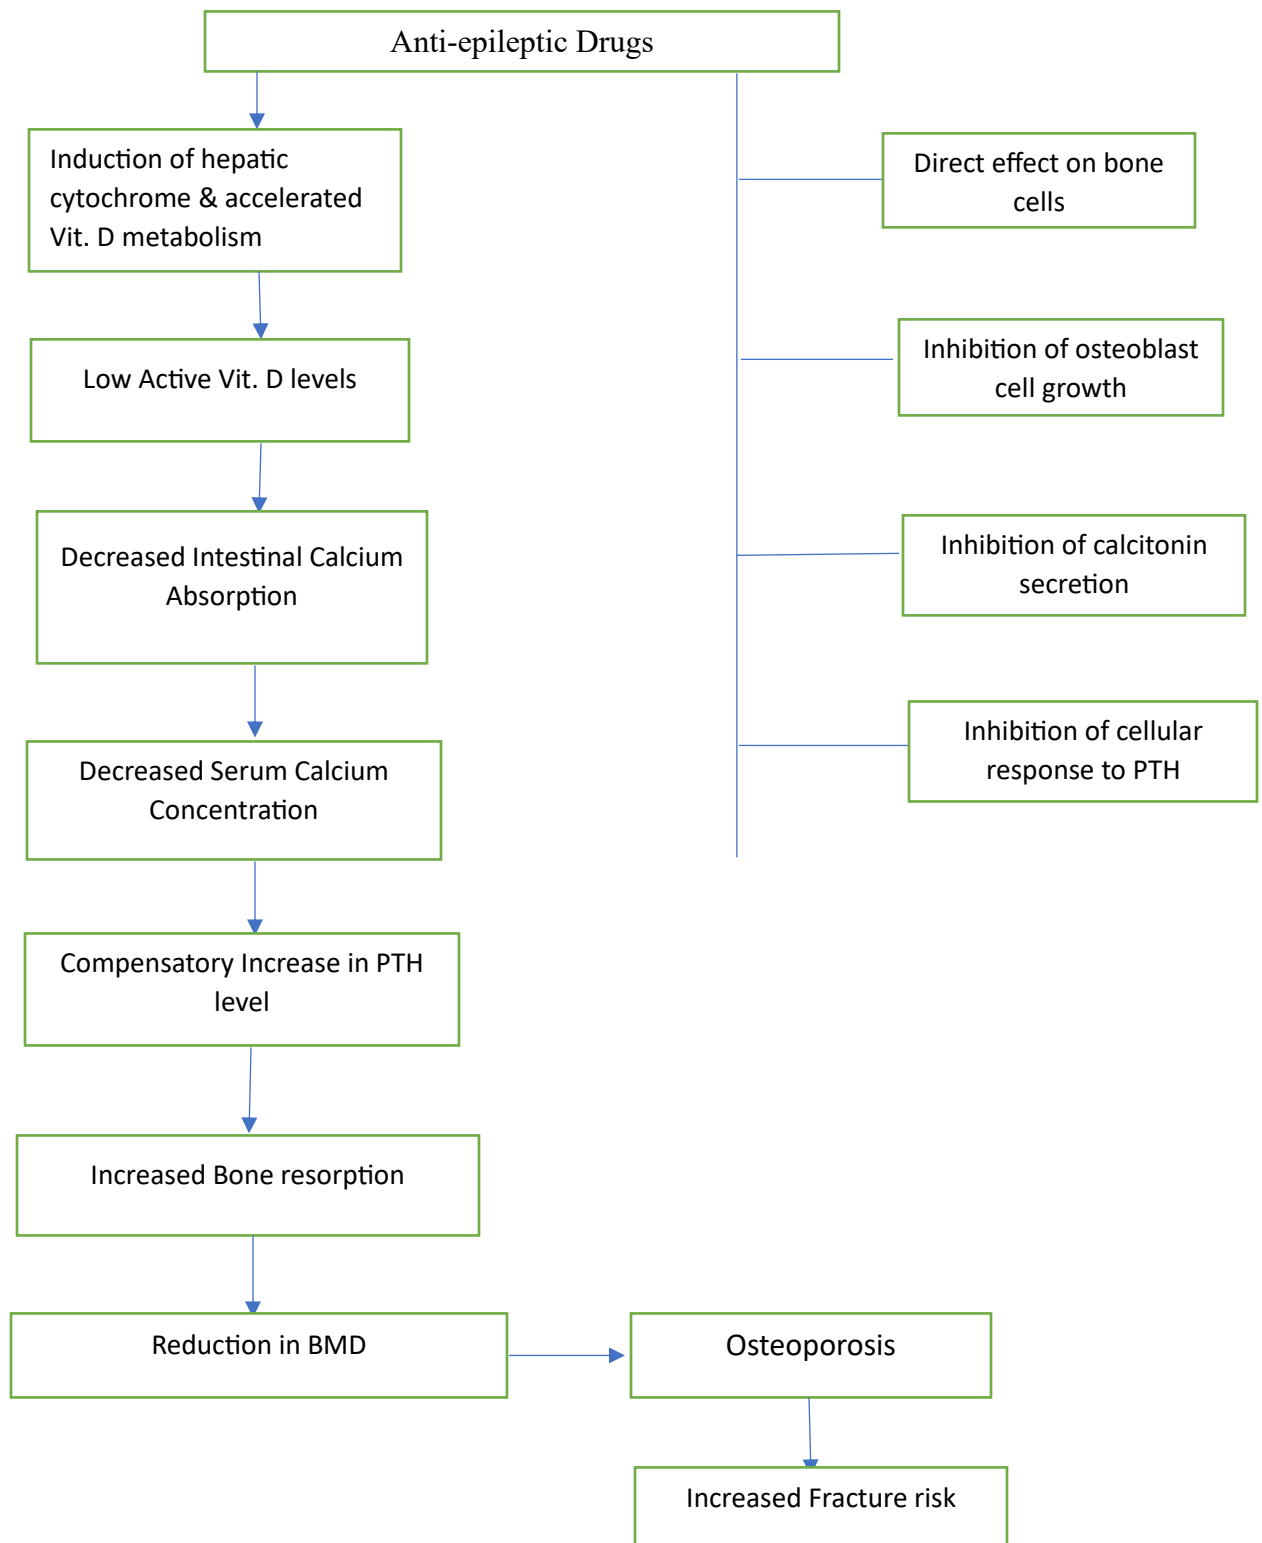 Anti-epileptic Drugs
Induction of hepatic
cytochrome & accelerated
Vit. D metabolism
Low Active Vit. D levels
Decreased Intestinal Calcium
Absorption
Decreased Serum Calcium
Concentration
Compensatory Increase in PTH
level
Increased Bone resorption
Reduction in BMD
Osteoporosis
Increased Fracture risk
Direct effect on bone
cells
Inhibition of osteoblast
cell growth
Inhibition of calcitonin
secretion
Inhibition of cellular
response to PTH